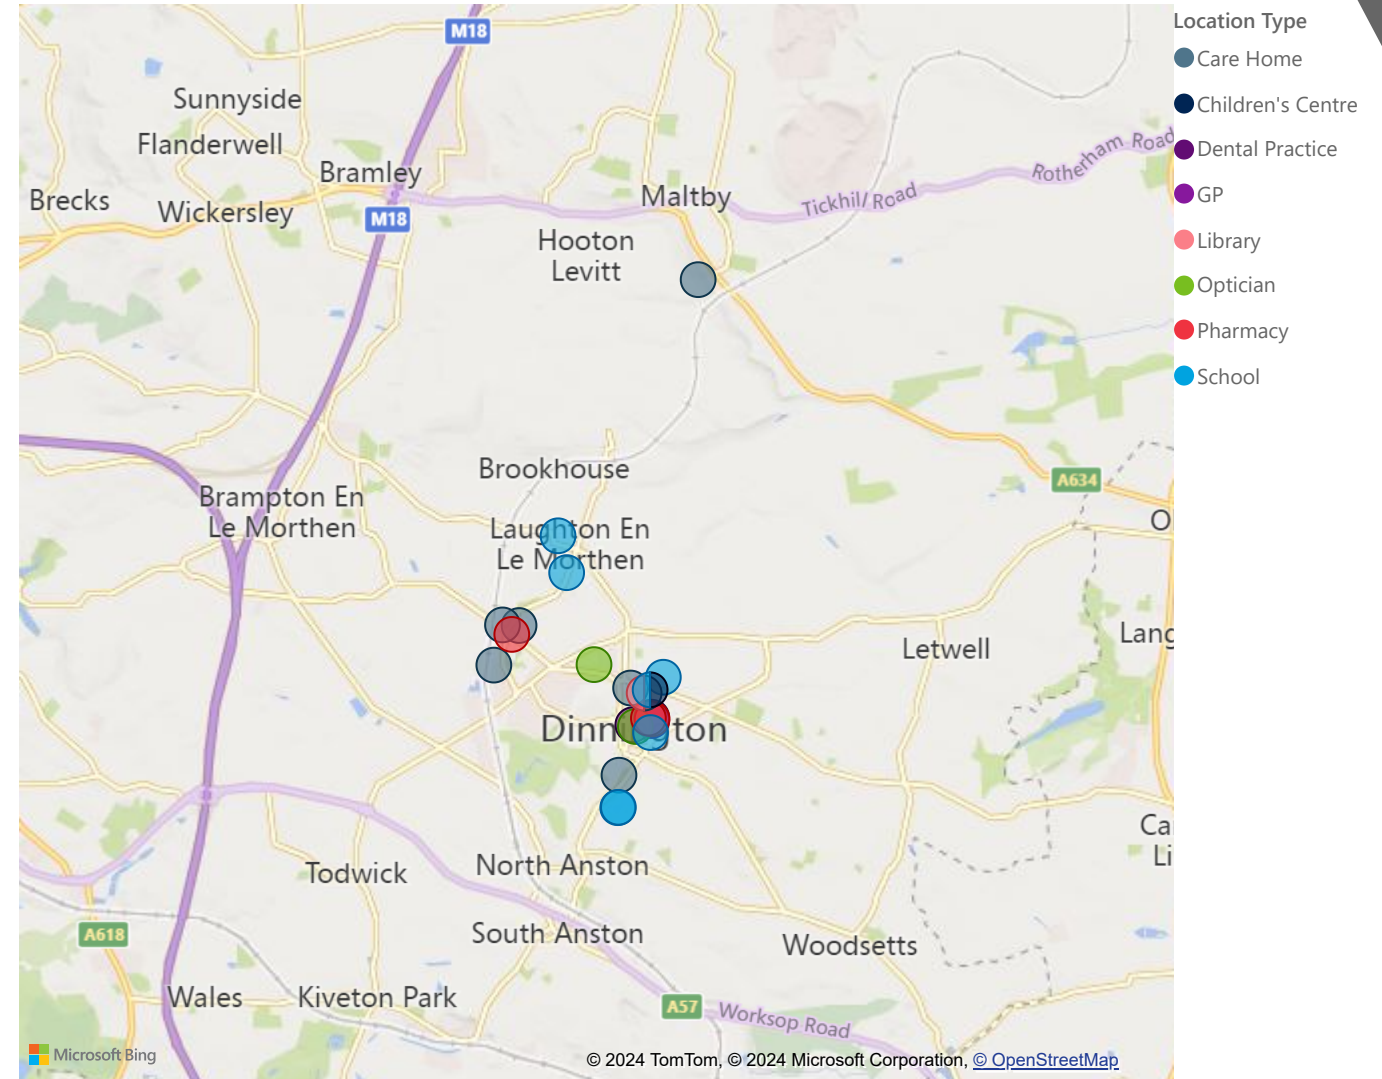 M18
Sunnyside
Flanderwell
Bramley
Brecks
Wickersley
M18
Maltby
Tickhill Road
Rotherham Road
Hooton
Levitt
Brookhouse
A634
Brampton En
Le Morthen
Laughton En
Le Morthen
O
Lang
Letwell
Dinnington
Ca
Li
Todwick
North Anston
A618
South Anston
Woodsetts
Wales
Kiveton Park
A57
Worksop Road
Microsoft Bing
© 2024 TomTom, © 2024 Microsoft Corporation, © OpenStreetMap
Location Type
Care Home
Children's Centre
Dental Practice
GP
Library
Optician
Pharmacy
School